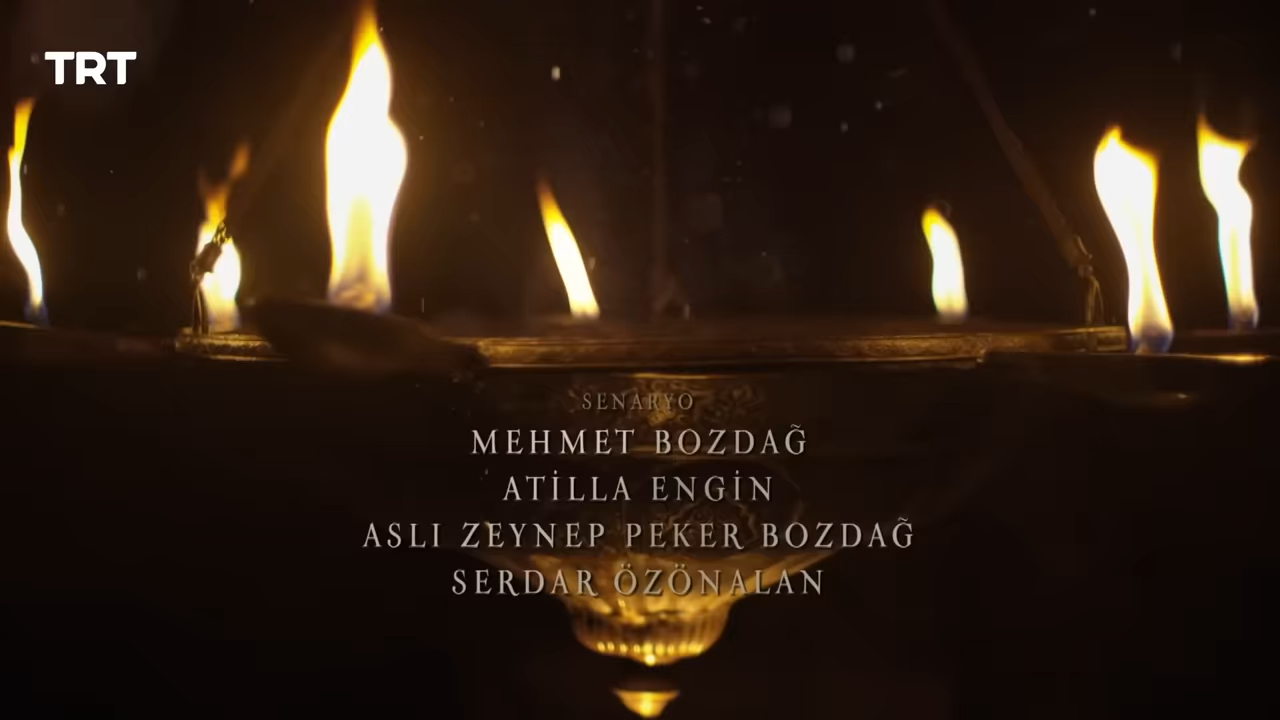 TRT
SENARYO
MEHMET BOZDAĞ
ATİLLA ENGİN
ASLI ZEYNEP PEKER BOZDAĞ
SERDAR ÖZÖNALAN